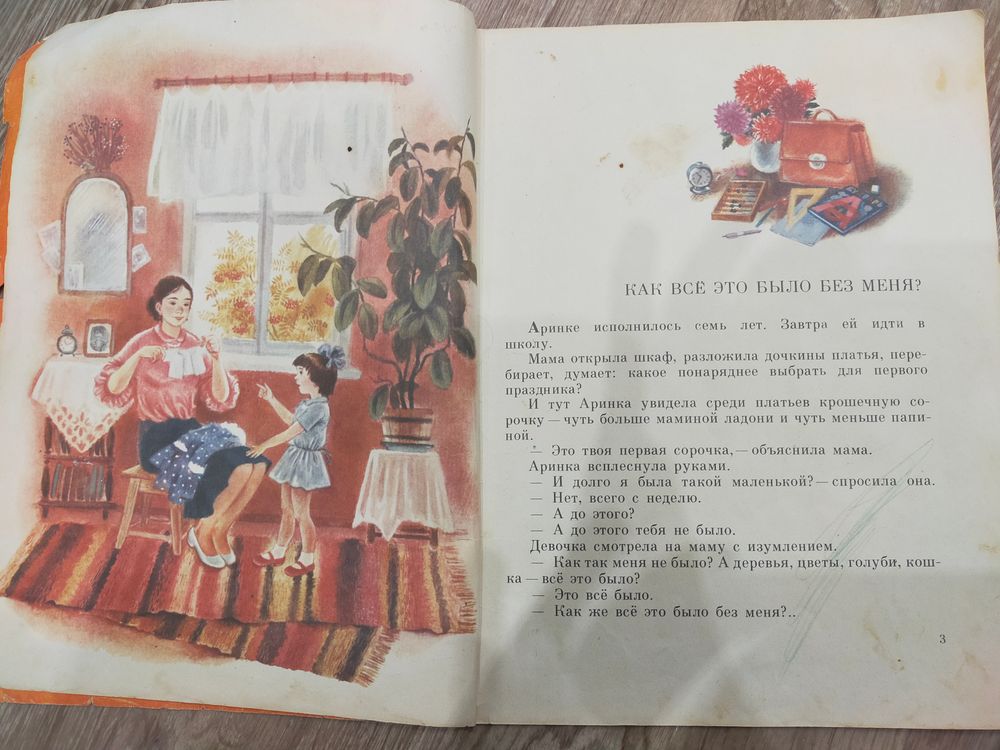 КАК ВСЁ ЭТО БЫЛО БЕЗ МЕНЯ?
Аринке исполнилось семь лет. Завтра ей идти в
школу.
Мама открыла шкаф, разложила дочкины платья, пере-
бирает, думает: какое понаряднее выбрать для первого
праздника?
И тут Аринка увидела среди платьев крошечную со-
рочку — чуть больше маминой ладони и чуть меньше папи-
ной.
— Это твоя первая сорочка, — объяснила мама.
Аринка всплеснула руками.
— И долго я была такой маленькой? — спросила она.
— Нет, всего с неделю.
— А до этого?
— А до этого тебя не было.
Девочка смотрела на маму с изумлением.
— Как так меня не было? А деревья, цветы, голуби, кош-
ка — всё это было?
— Это всё было.
— Как же всё это было без меня?..
3